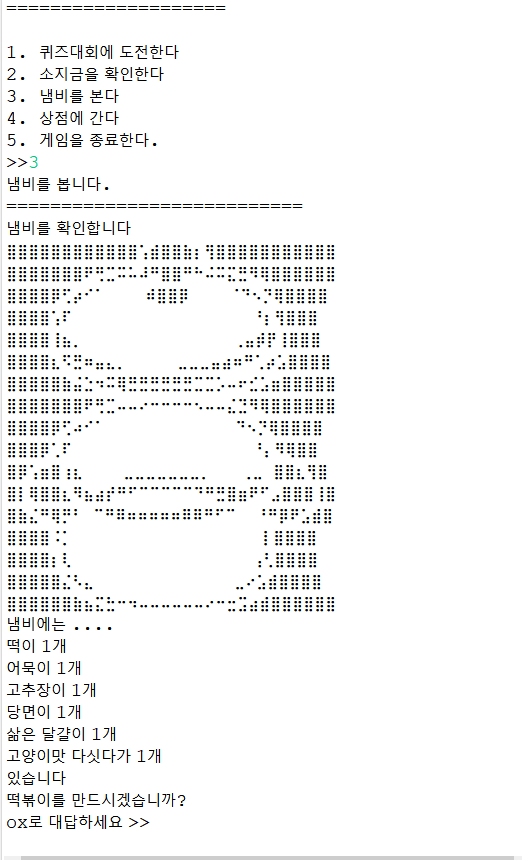 ====================
1. 퀴즈대회에 도전한다
2. 소지금을 확인한다
3. 냄비를 본다
4. 상점에 간다
5. 게임을 종료한다.
>>3
냄비를 봅니다.
===========================
냄비를 확인합니다
냄비에는 ....
떡이 1개
어묵이 1개
고추장이 1개
당면이 1개
삶은 달걀이 1개
고양이맛 다싯다가 1개
있습니다
떡볶이를 만드시겠습니까?
ox로 대답하세요 >>